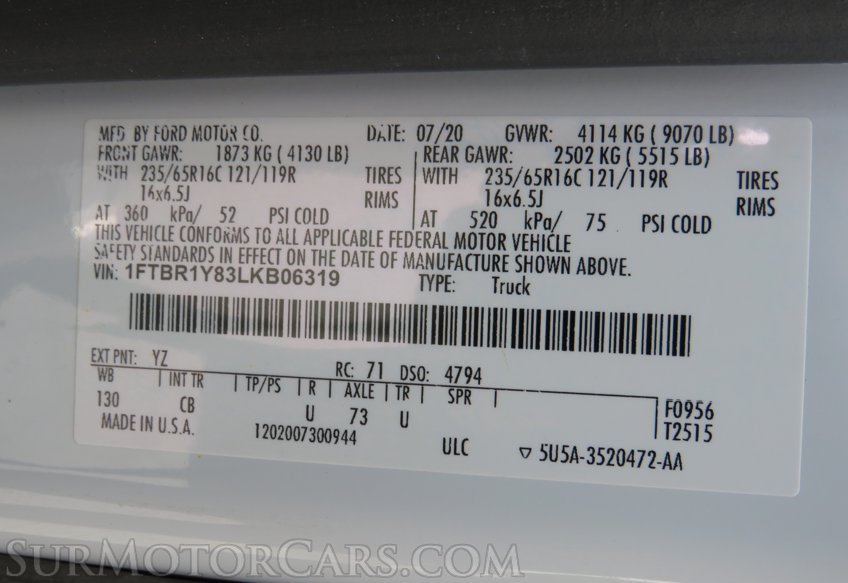 MFD. BY FORD MOTOR CO. DATE: 07/20 GVWR: 4114 KG ( 9070 LB)
FRONT GAWR: 1873 KG ( 4130 LB) REAR GAWR: 2502 KG ( 5515 LB)
WITH 235/65R16C 121/119R TIRES WITH 235/65R16C 121/119R TIRES
16x6.5J RIMS 16x6.5J RIMS
AT 360 kPa/ 52 PSI COLD AT 520 kPa/ 75 PSI COLD
THIS VEHICLE CONFORMS TO ALL APPLICABLE FEDERAL MOTOR VEHICLE
SAFETY STANDARDS IN EFFECT ON THE DATE OF MANUFACTURE SHOWN ABOVE.
VIN: 1FTBR1Y83LKB06319 TYPE: Truck
EXT PNT: YZ RC: 71 DSO: 4794
WB INT TR TP/PS R AXLE TR SPR F0956
130 CB U 73 U T2515
MADE IN U.S.A. 1202007300944 ULC ▽ 5U5A-3520472-AA
SurMotorCars.com